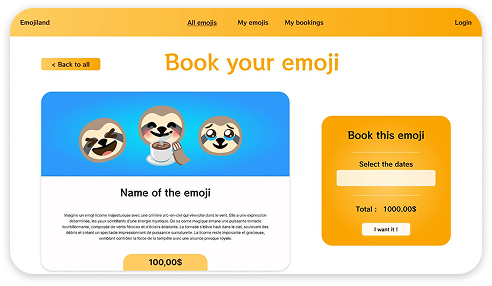 Emojiland
All emojis
My emojis
My bookings
Login
< Back to all
Book your emoji
Name of the emoji
Imagine un emoji licorne majestueuse avec une crinière arc-en-ciel qui virevolte dans le vent. Elle a une expression
déterminée, les yeux scintillants d'une énergie mystique. De sa corne magique émane une puissante tornade
tourbillonnante, composée de vents féroces et d'éclairs éclatants. La tornade s'élève haut dans le ciel, soulevant des
débris et créant un spectacle impressionnant de puissance surnaturelle. La licorne reste imposante et gracieuse,
semblant contrôler la force de la tempête avec une aisance presque royale.
100,00$
Book this emoji
Select the dates
Total : 1000,00$
I want it !